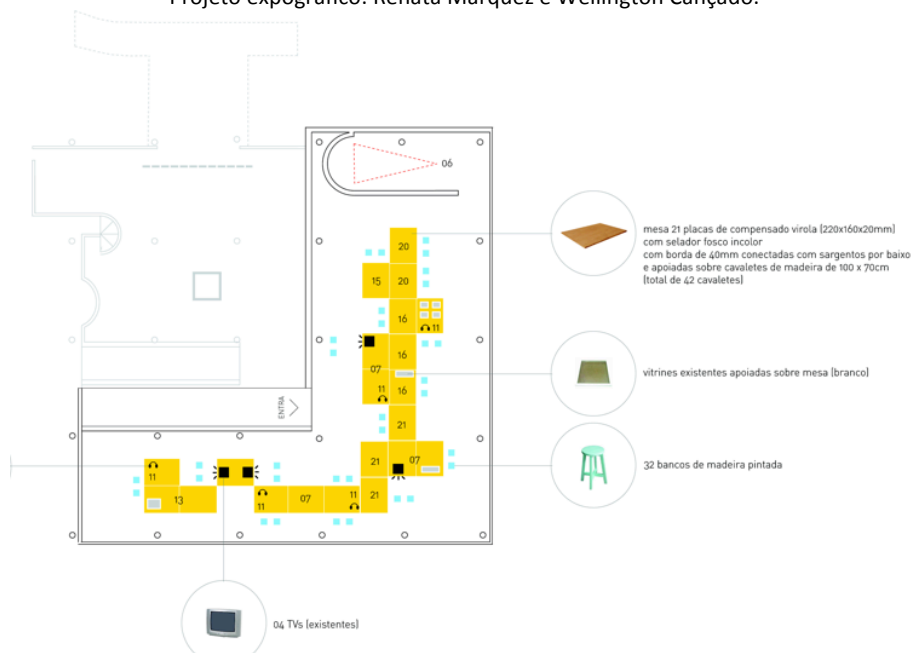 Projeto expográfico: Renata Marquez e Wellington Cançado.
06
20
15
20
16
11
16
07
11
16
21
ENTRA
21
07
11
13
11
07
11
21
mesa 21 placas de compensado virola (220x160x20mm)
com selador fosco incolor
com borda de 40mm conectadas com sargentos por baixo
e apoiadas sobre cavaletes de madeira de 100 x 70cm
(total de 42 cavaletes)
vitrines existentes apoiadas sobre mesa (branco)
32 bancos de madeira pintada
04 TVs (existentes)